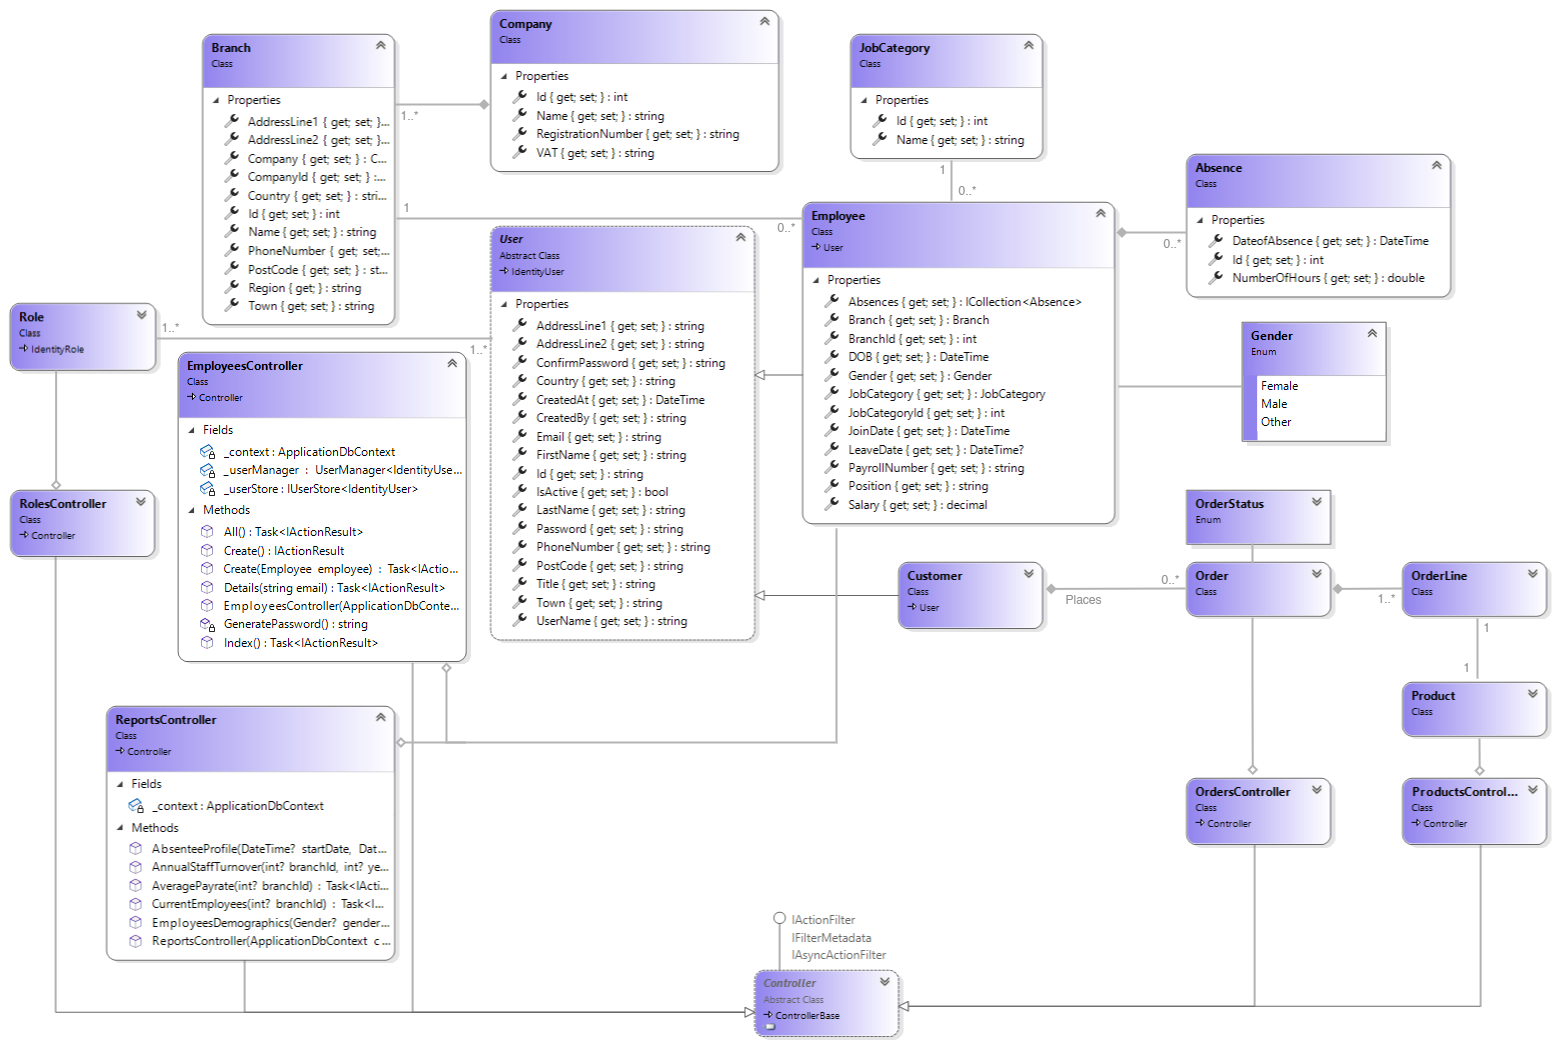 Branch
Class
Properties
AddressLine1 { get; set; }...
AddressLine2 { get; set; }...
Company { get; set; } : C...
CompanyId { get; set; } :...
Country { get; set; } : stri...
Id { get; set; } : int
Name { get; set; } : string
PhoneNumber { get; set;...
PostCode { get; set; } : st...
Region { get; } : string
Town { get; set; } : string
1..*
Company
Class
Properties
Id { get; set; } : int
Name { get; set; } : string
RegistrationNumber { get; set; } : string
VAT { get; set; } : string
JobCategory
Class
Properties
Id { get; set; } : int
Name { get; set; } : string
1
0..*
Absence
Class
Properties
DateofAbsence { get; set; } : DateTime
Id { get; set; } : int
NumberOfHours { get; set; } : double
0..*
1
0..*
Employee
Class
User
Properties
Absences { get; set; } : ICollection<Absence>
Branch { get; set; } : Branch
BranchId { get; set; } : int
DOB { get; set; } : DateTime
Gender { get; set; } : Gender
JobCategory { get; set; } : JobCategory
JobCategoryId { get; set; } : int
JoinDate { get; set; } : DateTime
LeaveDate { get; set; } : DateTime?
PayrollNumber { get; set; } : string
Position { get; set; } : string
Salary { get; set; } : decimal
User
Abstract Class
IdentityUser
Properties
AddressLine1 { get; set; } : string
AddressLine2 { get; set; } : string
ConfirmPassword { get; set; } : string
Country { get; set; } : string
CreatedAt { get; set; } : DateTime
CreatedBy { get; set; } : string
Email { get; set; } : string
FirstName { get; set; } : string
Id { get; set; } : string
IsActive { get; set; } : bool
LastName { get; set; } : string
Password { get; set; } : string
PhoneNumber { get; set; } : string
PostCode { get; set; } : string
Title { get; set; } : string
Town { get; set; } : string
UserName { get; set; } : string
Role
Class
IdentityRole
1..*
1..*
Gender
Enum
Female
Male
Other
EmployeesController
Class
Controller
Fields
_context : ApplicationDbContext
_userManager : UserManager<IdentityUse...
_userStore : IUserStore<IdentityUser>
Methods
All() : Task<IActionResult>
Create() : IActionResult
Create(Employee employee) : Task<IActio...
Details(string email) : Task<IActionResult>
EmployeesController(ApplicationDbConte...
GeneratePassword() : string
Index() : Task<IActionResult>
RolesController
Class
Controller
OrderStatus
Enum
Customer
Class
User
Places
0..*
Order
Class
1..*
OrderLine
Class
1
1
Product
Class
ReportsController
Class
Controller
Fields
_context : ApplicationDbContext
Methods
AbsenteeProfile(DateTime? startDate, Dat...
AnnualStaffTurnover(int? branchId, int? ye...
AveragePayrate(int? branchId) : Task<IActi...
CurrentEmployees(int? branchId) : Task<I...
EmployeesDemographics(Gender? gender...
ReportsController(ApplicationDbContext c...
OrdersController
Class
Controller
ProductsControl...
Class
Controller
IActionFilter
IFilterMetadata
IAsyncActionFilter
Controller
Abstract Class
ControllerBase